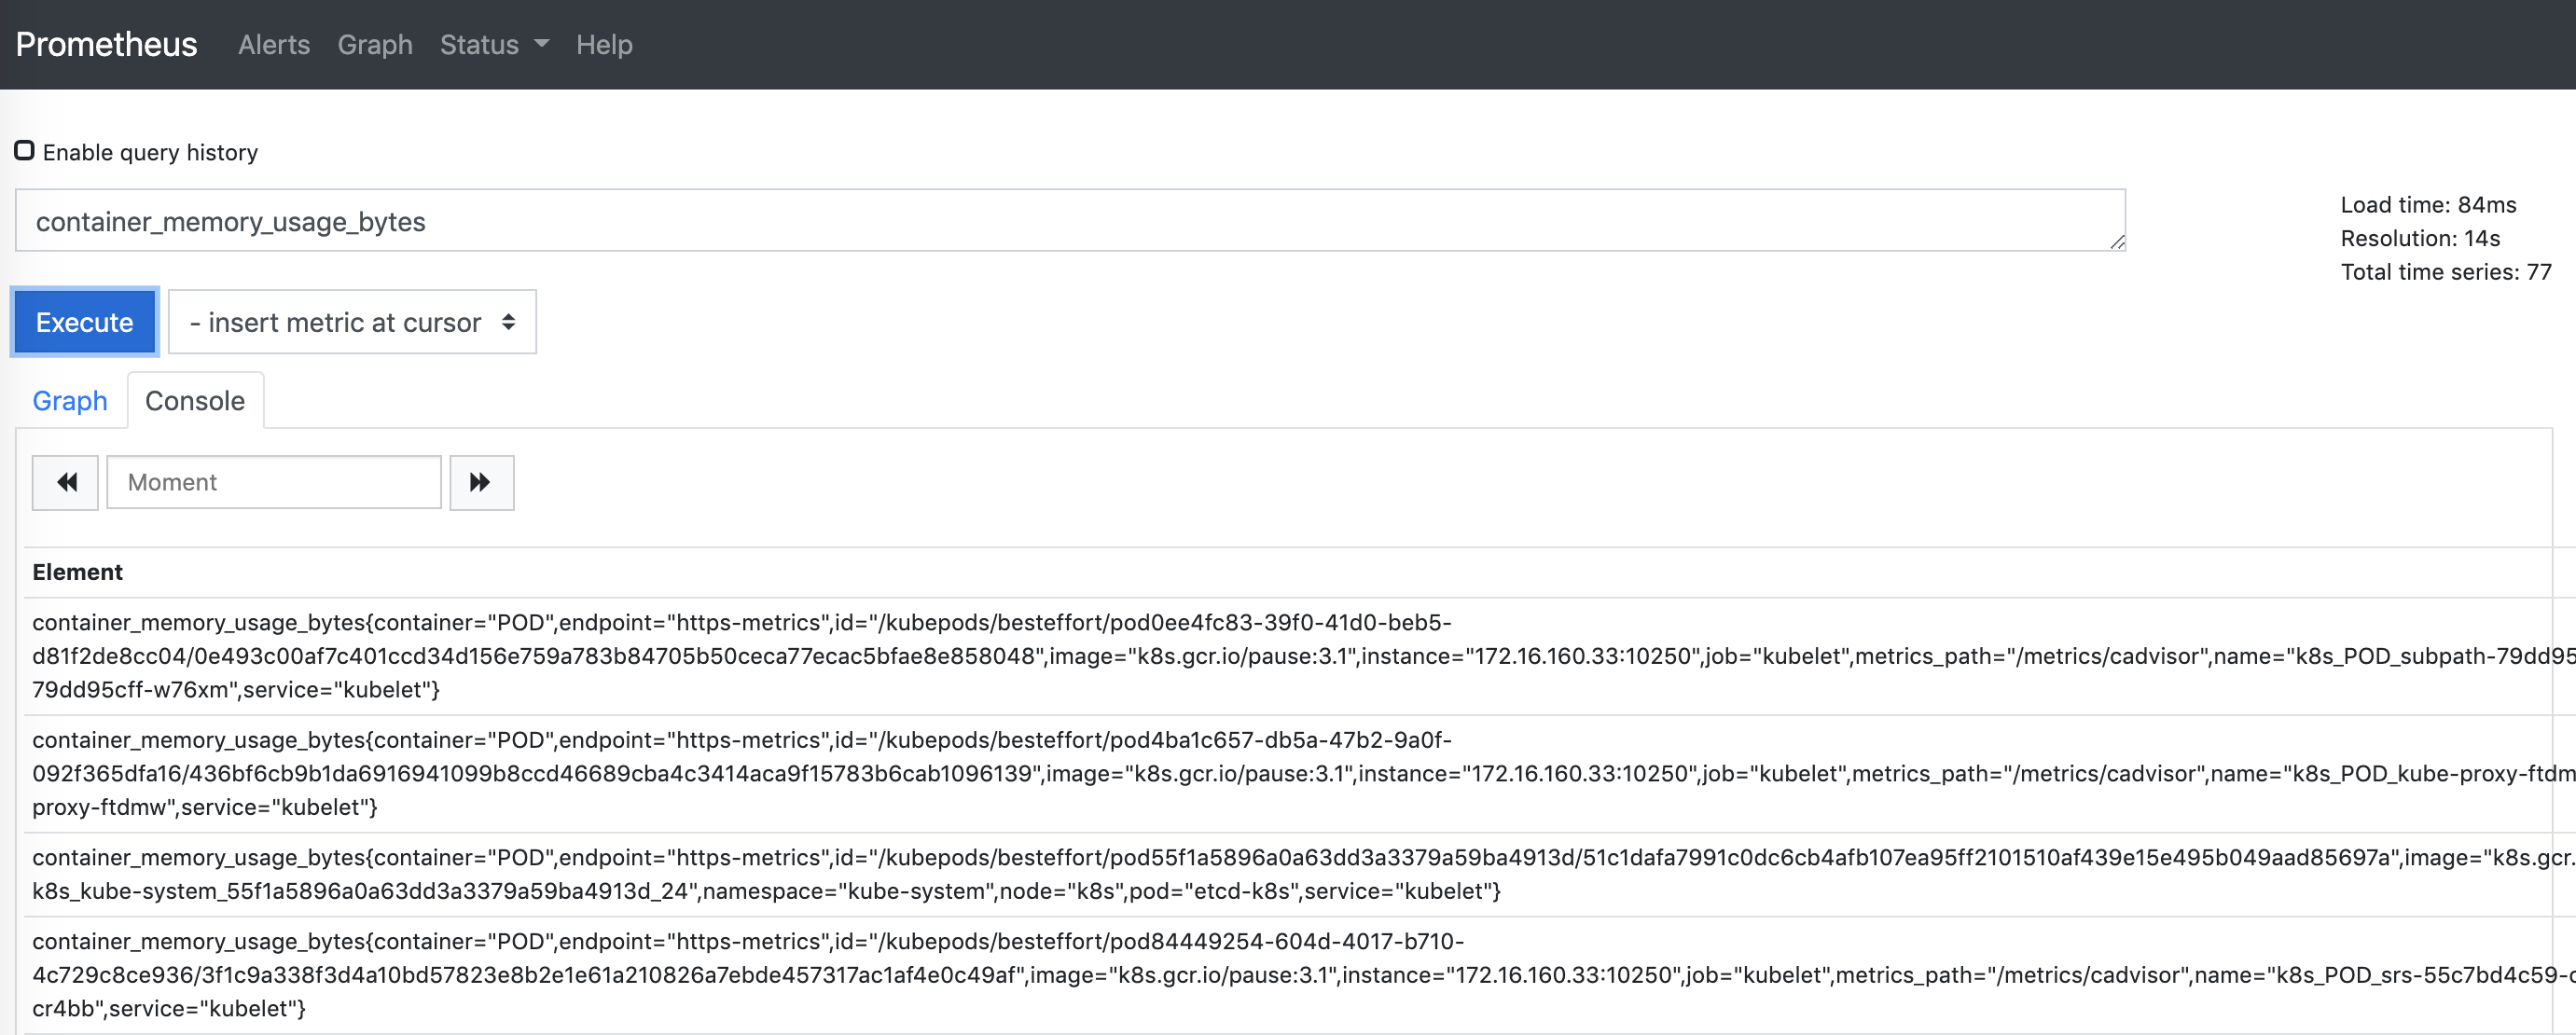 Prometheus Alerts Graph Status Help
Enable query history
container_memory_usage_bytes
Load time: 84ms
Resolution: 14s
Total time series: 77
Execute - insert metric at cursor
Graph Console
Moment
Element
container_memory_usage_bytes{container="POD",endpoint="https-metrics",id="/kubepods/besteffort/pod0ee4fc83-39f0-41d0-beb5-
d81f2de8cc04/0e493c00af7c401ccd34d156e759a783b84705b50ceca77ecac5bfae8e858048",image="k8s.gcr.io/pause:3.1",instance="172.16.160.33:10250",job="kubelet",metrics_path="/metrics/cadvisor",name="k8s_POD_subpath-79dd95
79dd95cff-w76xm",service="kubelet"}
container_memory_usage_bytes{container="POD",endpoint="https-metrics",id="/kubepods/besteffort/pod4ba1c657-db5a-47b2-9a0f-
092f365dfa16/436bf6cb9b1da6916941099b8ccd46689cba4c3414aca9f15783b6cab1096139",image="k8s.gcr.io/pause:3.1",instance="172.16.160.33:10250",job="kubelet",metrics_path="/metrics/cadvisor",name="k8s_POD_kube-proxy-ftdm
proxy-ftdmw",service="kubelet"}
container_memory_usage_bytes{container="POD",endpoint="https-metrics",id="/kubepods/besteffort/pod55f1a5896a0a63dd3a3379a59ba4913d/51c1dafa7991c0dc6cb4afb107ea95ff2101510af439e15e495b049aad85697a",image="k8s.gcr.
k8s_kube-system_55f1a5896a0a63dd3a3379a59ba4913d_24",namespace="kube-system",node="k8s",pod="etcd-k8s",service="kubelet"}
container_memory_usage_bytes{container="POD",endpoint="https-metrics",id="/kubepods/besteffort/pod84449254-604d-4017-b710-
4c729c8ce936/3f1c9a338f3d4a10bd57823e8b2e1e61a210826a7ebde457317ac1af4e0c49af",image="k8s.gcr.io/pause:3.1",instance="172.16.160.33:10250",job="kubelet",metrics_path="/metrics/cadvisor",name="k8s_POD_srs-55c7bd4c59-c
cr4bb",service="kubelet"}